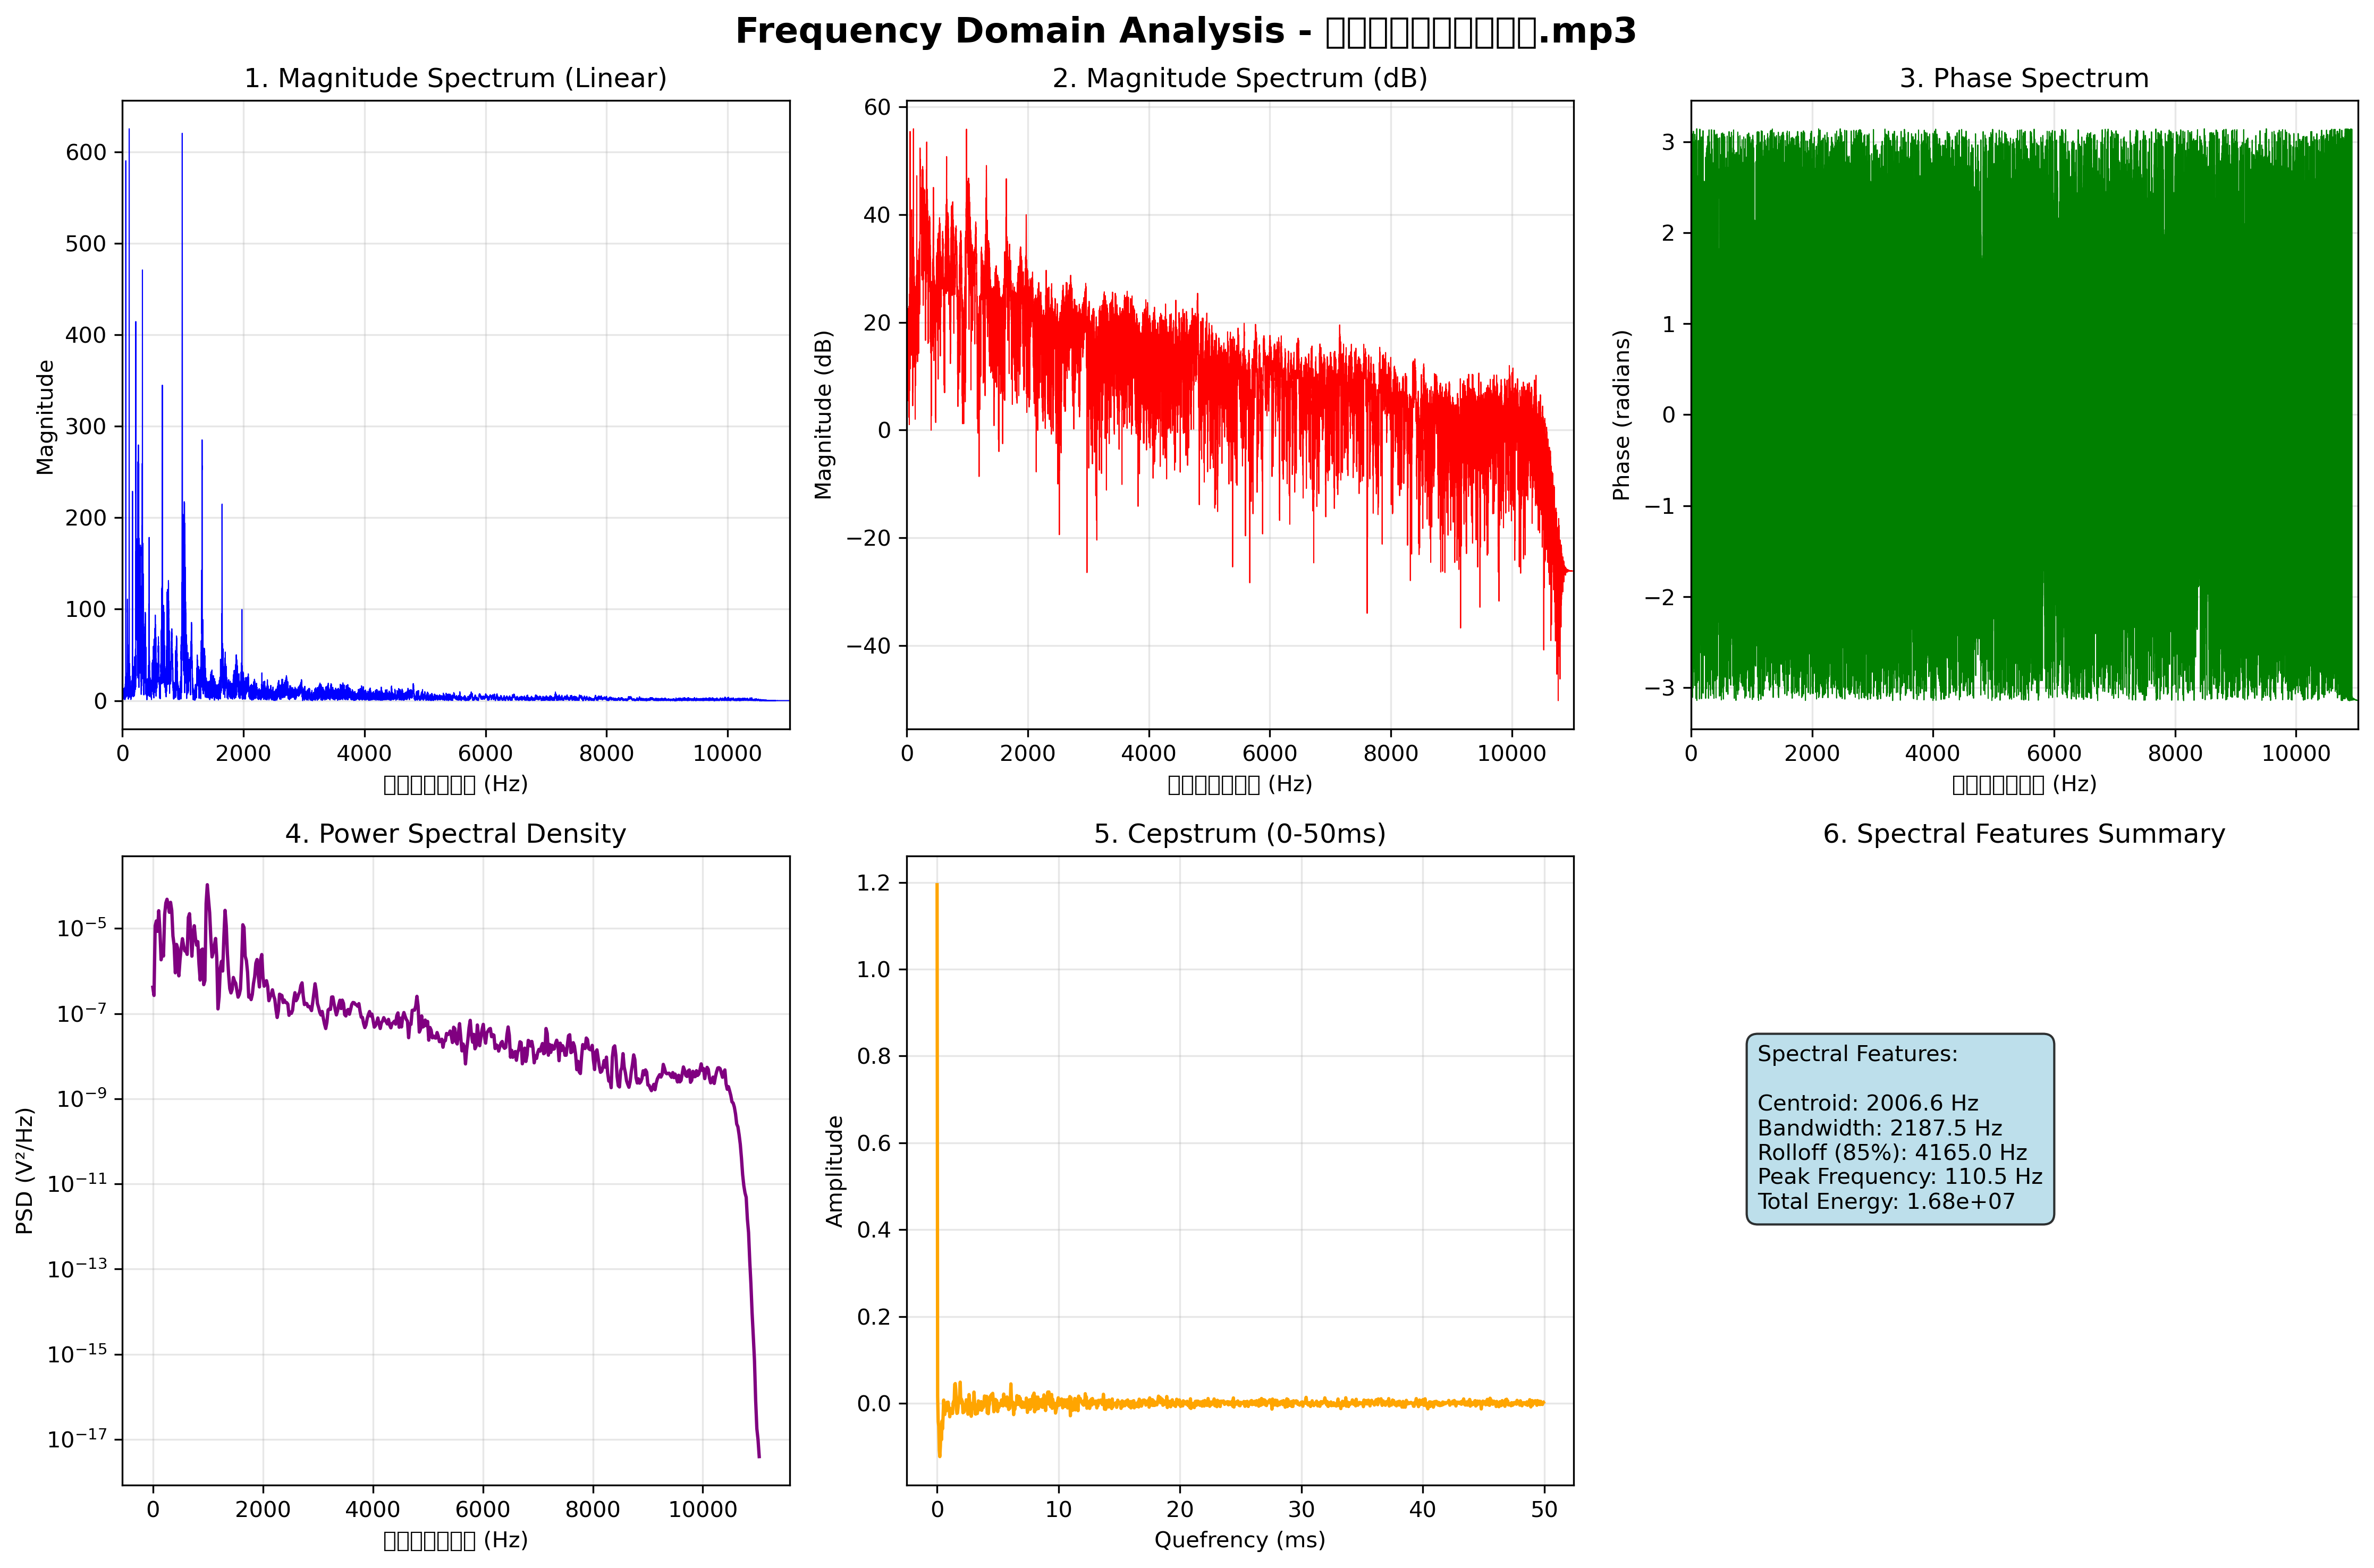 Frequency Domain Analysis - .mp3
1. Magnitude Spectrum (Linear)
2. Magnitude Spectrum (dB)
3. Phase Spectrum
Magnitude
600
500
400
300
200
100
0
0 2000 4000 6000 8000 10000
(Hz)
Magnitude (dB)
60
40
20
0
−20
−40
0 2000 4000 6000 8000 10000
(Hz)
Phase (radians)
3
2
1
0
−1
−2
−3
0 2000 4000 6000 8000 10000
(Hz)
4. Power Spectral Density
5. Cepstrum (0-50ms)
6. Spectral Features Summary
PSD (V²/Hz)
10⁻⁵
10⁻⁷
10⁻⁹
10⁻¹¹
10⁻¹³
10⁻¹⁵
10⁻¹⁷
0 2000 4000 6000 8000 10000
(Hz)
Amplitude
1.2
1.0
0.8
0.6
0.4
0.2
0.0
0 10 20 30 40 50
Quefrency (ms)
Spectral Features:
Centroid: 2006.6 Hz
Bandwidth: 2187.5 Hz
Rolloff (85%): 4165.0 Hz
Peak Frequency: 110.5 Hz
Total Energy: 1.68e+07